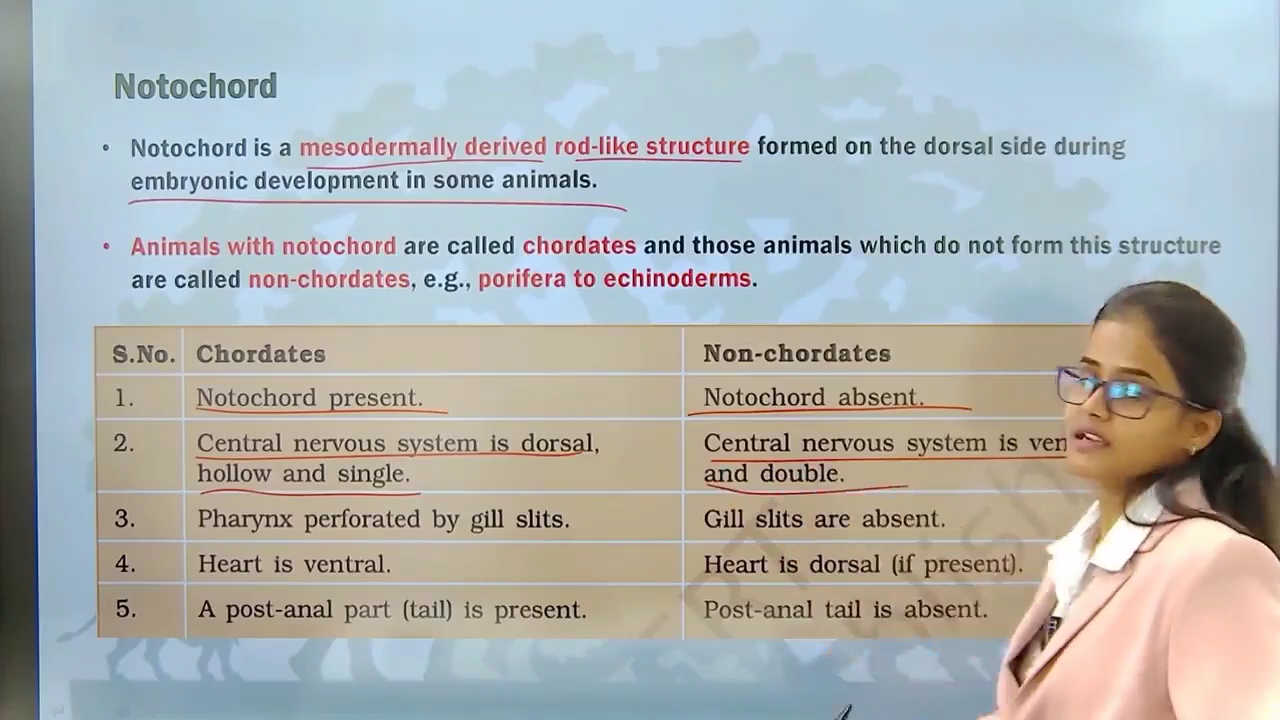 Notochord
• Notochord is a mesodermally derived rod-like structure formed on the dorsal side during
embryonic development in some animals.
• Animals with notochord are called chordates and those animals which do not form this structure
are called non-chordates, e.g., porifera to echinoderms.
S.No. Chordates Non-chordates
1. Notochord present. Notochord absent.
2. Central nervous system is dorsal, Central nervous system is ven
hollow and single. and double.
3. Pharynx perforated by gill slits. Gill slits are absent.
4. Heart is ventral. Heart is dorsal (if present).
5. A post-anal part (tail) is present. Post-anal tail is absent.